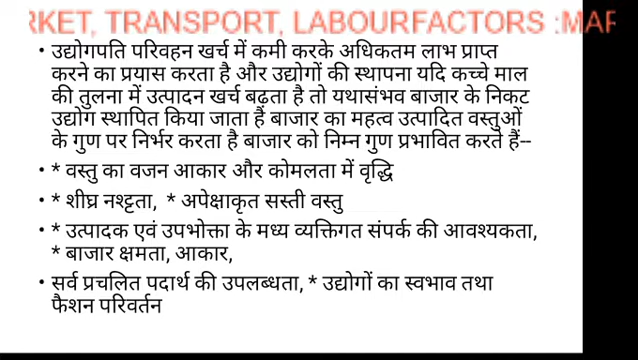 RKET, TRANSPORT, LABOURFACTORS :MAR
• उद्योगपति परिवहन खर्च में कमी करके अधिकतम लाभ प्राप्त
करने का प्रयास करता है और उद्योगों की स्थापना यदि कच्चे माल
की तुलना में उत्पादन खर्च बढ़ता है तो यथासंभव बाजार के निकट
उद्योग स्थापित किया जाता हैं बाजार का महत्व उत्पादित वस्तुओं
के गुण पर निर्भर करता है बाजार को निम्न गुण प्रभावित करते हैं--
• * वस्तु का वजन आकार और कोमलता में वृद्धि
• * शीघ्र नश्ट्टता, * अपेक्षाकृत सस्ती वस्तु
• * उत्पादक एवं उपभोक्ता के मध्य व्यक्तिगत संपर्क की आवश्यकता,
* बाजार क्षमता, आकार,
• सर्व प्रचलित पदार्थ की उपलब्धता, * उद्योगों का स्वभाव तथा
फैशन परिवर्तन